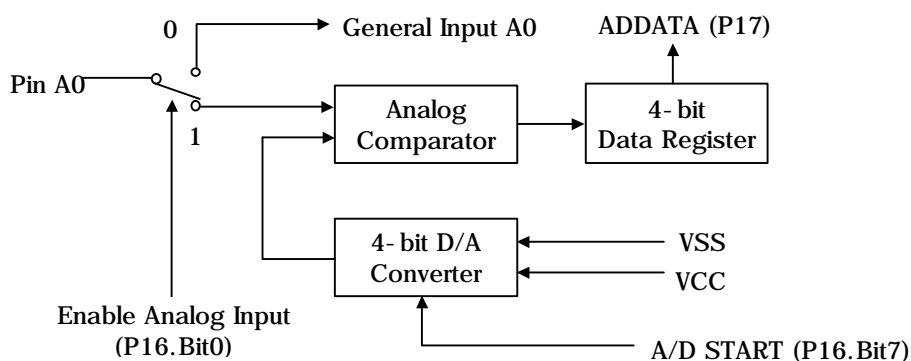 0
General Input A0
ADDATA (P17)
Pin A0
1
Analog
Comparator
4-bit
Data Register
4-bit D/A
Converter
VSS
VCC
Enable Analog Input
(P16.Bit0)
A/D START (P16.Bit7)